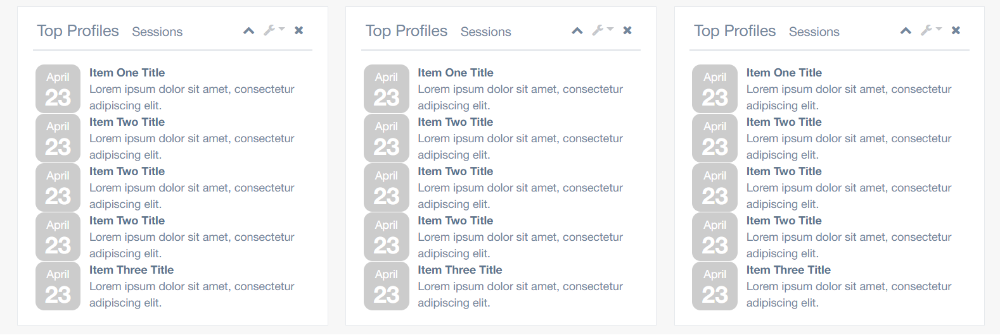 Top Profiles Sessions
April
23
Item One Title
Lorem ipsum dolor sit amet, consectetur
adipiscing elit.
April
23
Item Two Title
Lorem ipsum dolor sit amet, consectetur
adipiscing elit.
April
23
Item Two Title
Lorem ipsum dolor sit amet, consectetur
adipiscing elit.
April
23
Item Two Title
Lorem ipsum dolor sit amet, consectetur
adipiscing elit.
April
23
Item Three Title
Lorem ipsum dolor sit amet, consectetur
adipiscing elit.
Top Profiles Sessions
April
23
Item One Title
Lorem ipsum dolor sit amet, consectetur
adipiscing elit.
April
23
Item Two Title
Lorem ipsum dolor sit amet, consectetur
adipiscing elit.
April
23
Item Two Title
Lorem ipsum dolor sit amet, consectetur
adipiscing elit.
April
23
Item Two Title
Lorem ipsum dolor sit amet, consectetur
adipiscing elit.
April
23
Item Three Title
Lorem ipsum dolor sit amet, consectetur
adipiscing elit.
Top Profiles Sessions
April
23
Item One Title
Lorem ipsum dolor sit amet, consectetur
adipiscing elit.
April
23
Item Two Title
Lorem ipsum dolor sit amet, consectetur
adipiscing elit.
April
23
Item Two Title
Lorem ipsum dolor sit amet, consectetur
adipiscing elit.
April
23
Item Two Title
Lorem ipsum dolor sit amet, consectetur
adipiscing elit.
April
23
Item Three Title
Lorem ipsum dolor sit amet, consectetur
adipiscing elit.